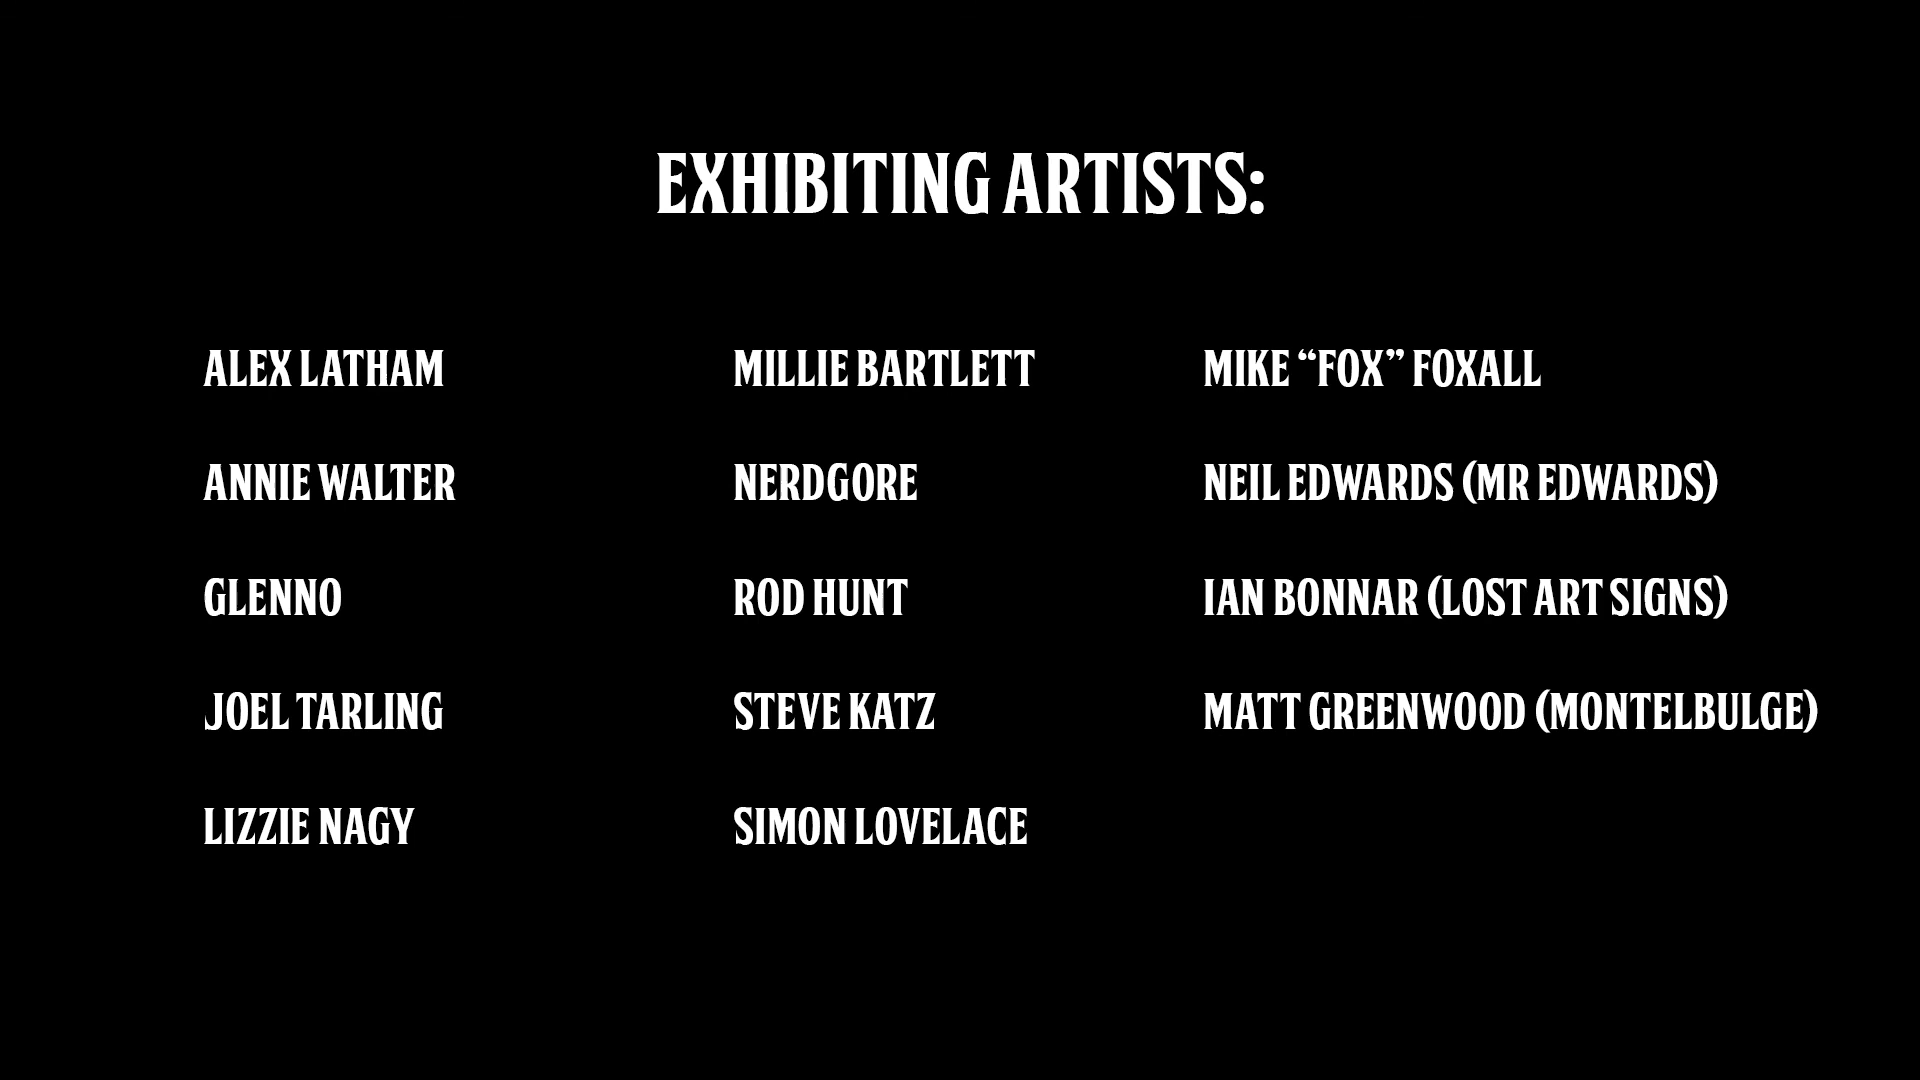 EXHIBITING ARTISTS:
ALEX LATHAM
ANNIE WALTER
GLENNO
JOEL TARLING
LIZZIE NAGY
MILLIE BARTLETT
NERDGORE
ROD HUNT
STEVE KATZ
SIMON LOVELACE
MIKE “FOX” FOXALL
NEIL EDWARDS (MR EDWARDS)
IAN BONNAR (LOST ART SIGNS)
MATT GREENWOOD (MONTELBULGE)